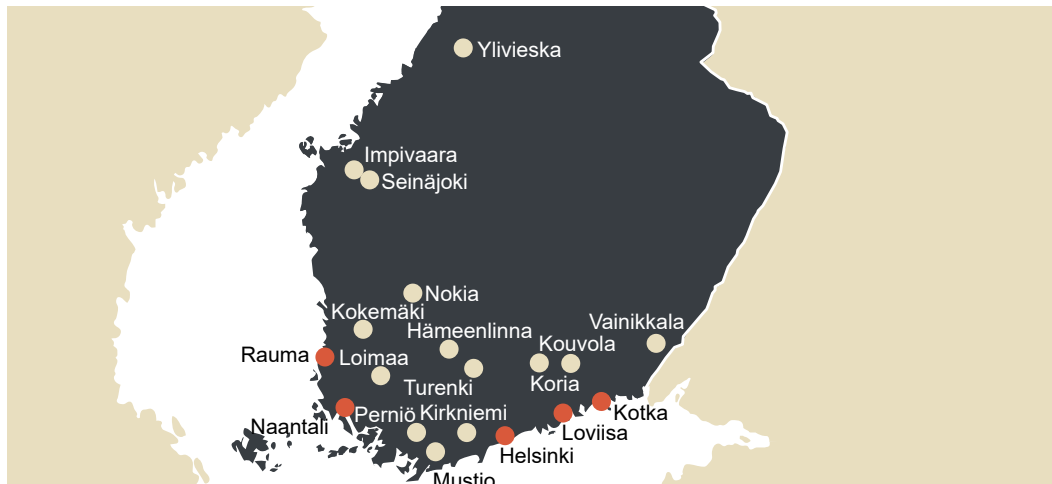 Ylivieska
Impivaara
Seinäjoki
Nokia
Kokemäki
Vainikkala
Hämeenlinna
Kouvola
Rauma
Loimaa
Turenki
Koria
Perniö
Kirkniemi
Kotka
Naantali
Loviisa
Helsinki
Mustio